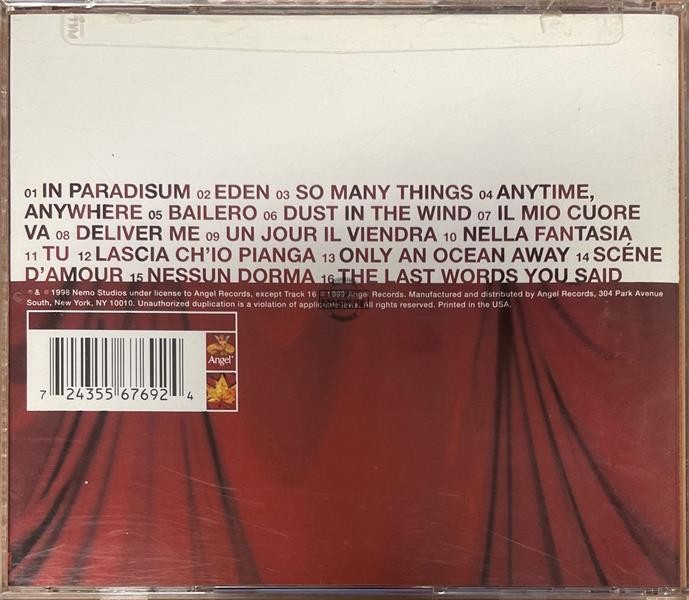 PULL
01 IN PARADISUM 02 EDEN 03 SO MANY THINGS 04 ANYTIME,
ANYWHERE 05 BAILERO 06 DUST IN THE WIND 07 IL MIO CUORE
VA 08 DELIVER ME 09 UN JOUR IL VIENDRA 10 NELLA FANTASIA
11 TU 12 LASCIA CH'IO PIANGA 13 ONLY AN OCEAN AWAY 14 SCÉNE
D'AMOUR 15 NESSUN DORMA 16 THE LAST WORDS YOU SAID
℗ & © 1998 Nemo Studios under license to Angel Records, except Track 16 Angel Records. Manufactured and distributed by Angel Records, 304 Park Avenue
South, New York, NY 10010. Unauthorized duplication is a violation of All rights reserved. Printed in the USA.
Angel
7 24355 67692 4